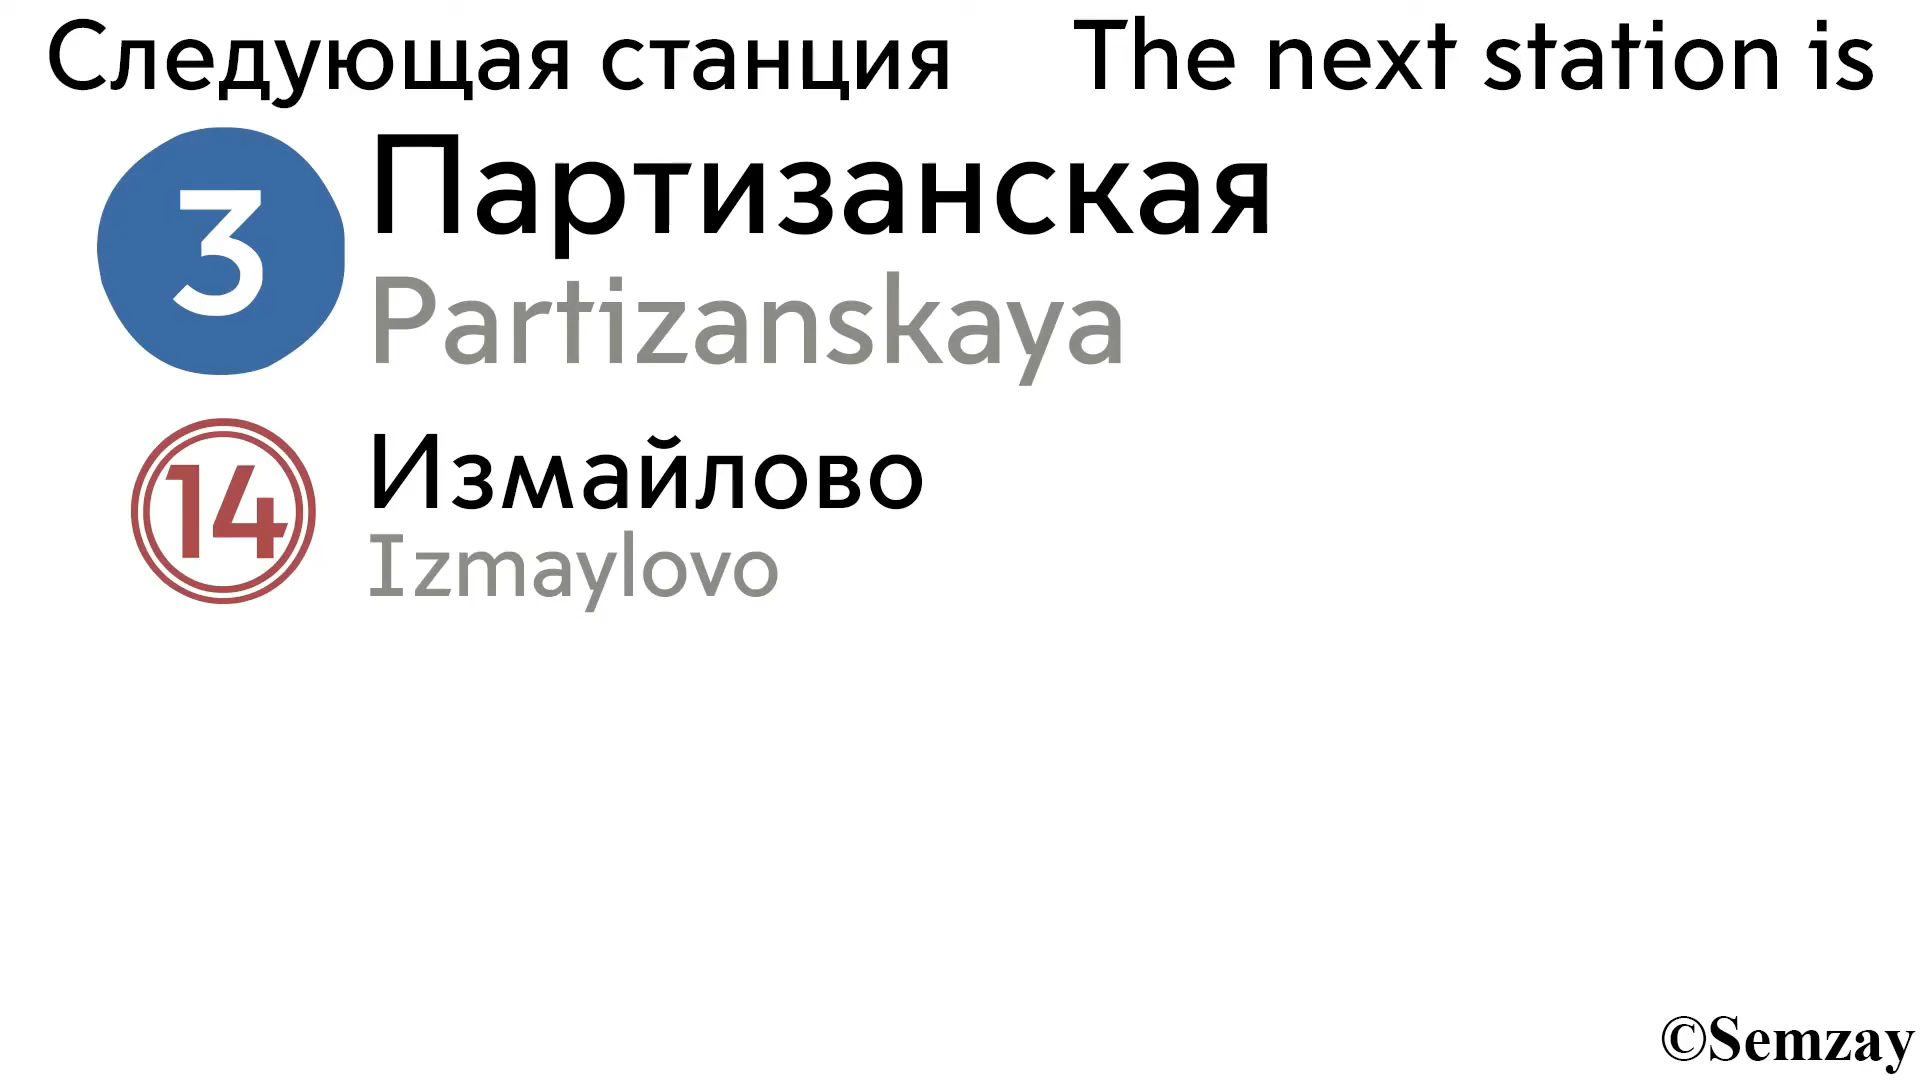 Следующая станция The next station is
3 Партизанская
Partizanskaya
14 Измайлово
Izmaylovo
©Semzay